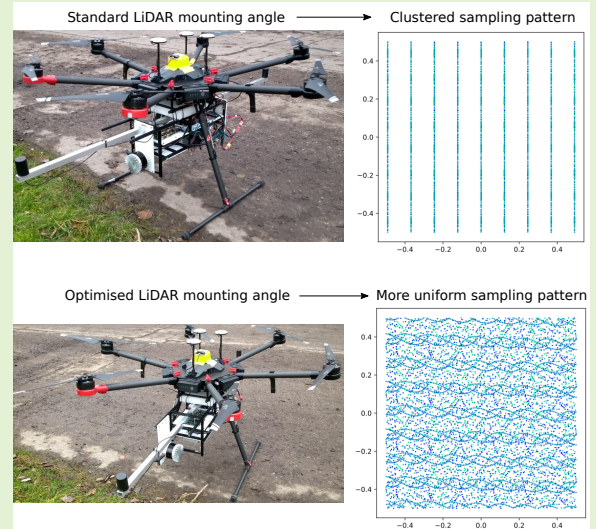 Standard LiDAR mounting angle
Clustered sampling pattern
0.4
0.2
0.0
−0.2
−0.4
−0.4 −0.2 0.0 0.2 0.4
Optimised LiDAR mounting angle
More uniform sampling pattern
0.4
0.2
0.0
−0.2
−0.4
−0.4 −0.2 0.0 0.2 0.4